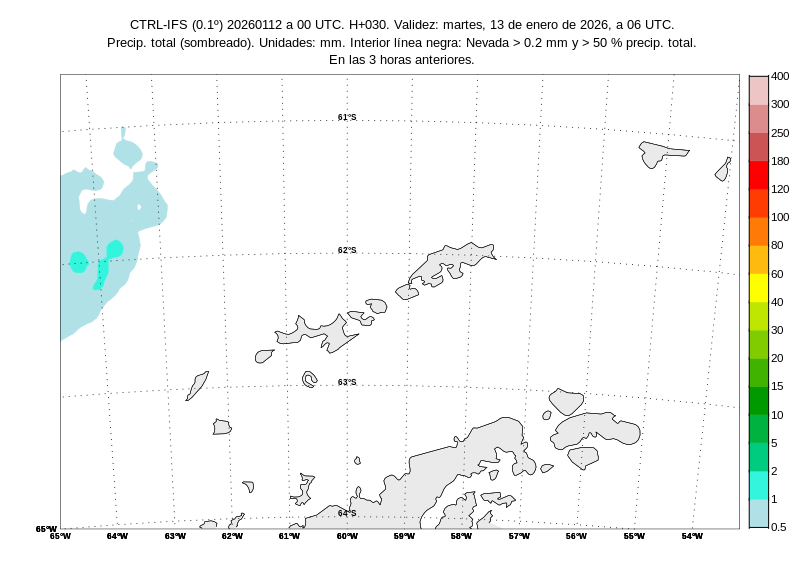 CTRL-IFS (0.1º) 20260112 a 00 UTC. H+030. Validez: martes, 13 de enero de 2026, a 06 UTC.
Precip. total (sombreado). Unidades: mm. Interior línea negra: Nevada > 0.2 mm y > 50 % precip. total.
En las 3 horas anteriores.
400
300
250
180
120
100
80
60
40
30
20
15
10
5
2
1
0.5
61°S
62°S
63°S
64°S
65°W
65°W 64°W 63°W 62°W 61°W 60°W 59°W 58°W 57°W 56°W 55°W 54°W